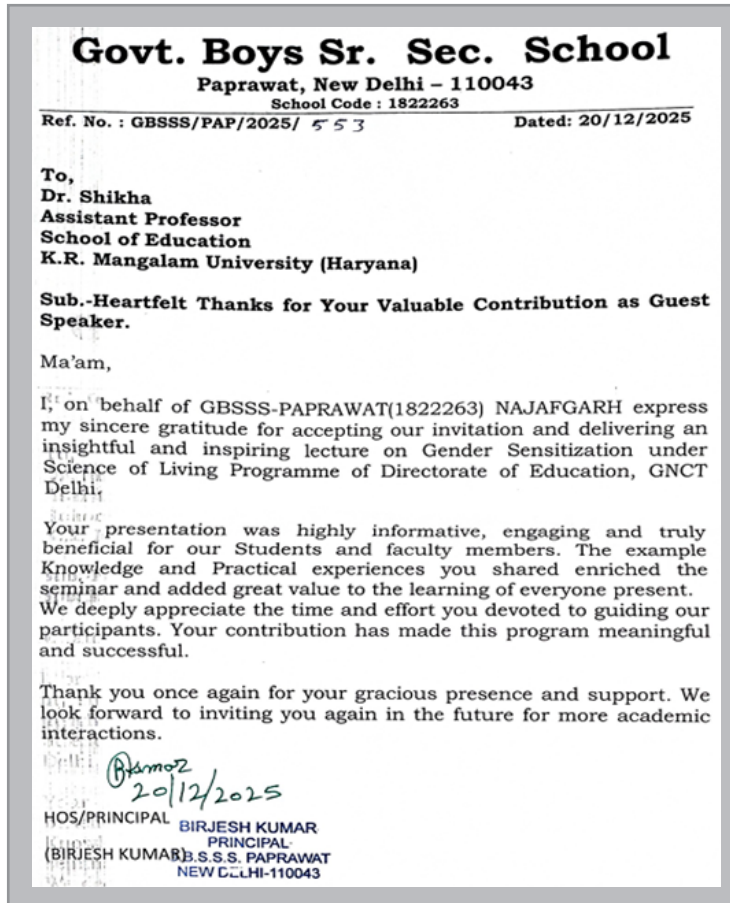 Govt. Boys Sr. Sec. School
Paprawat, New Delhi – 110043
School Code : 1822263
Ref. No. : GBSSS/PAP/2025/ 553 Dated: 20/12/2025
To,
Dr. Shikha
Assistant Professor
School of Education
K.R. Mangalam University (Haryana)
Sub.-Heartfelt Thanks for Your Valuable Contribution as Guest
Speaker.
Ma'am,
I, on behalf of GBSSS-PAPRAWAT(1822263) NAJAFGARH express
my sincere gratitude for accepting our invitation and delivering an
insightful and inspiring lecture on Gender Sensitization under
Science of Living Programme of Directorate of Education, GNCT
Delhi.
Your presentation was highly informative, engaging and truly
beneficial for our Students and faculty members. The example
Knowledge and Practical experiences you shared enriched the
seminar and added great value to the learning of everyone present.
We deeply appreciate the time and effort you devoted to guiding our
participants. Your contribution has made this program meaningful
and successful.
Thank you once again for your gracious presence and support. We
look forward to inviting you again in the future for more academic
interactions.
20/12/2025
HOS/PRINCIPAL
(BIRJESH KUMAR)
BIRJESH KUMAR
PRINCIPAL
B.S.S.S. PAPRAWAT
NEW DELHI-110043